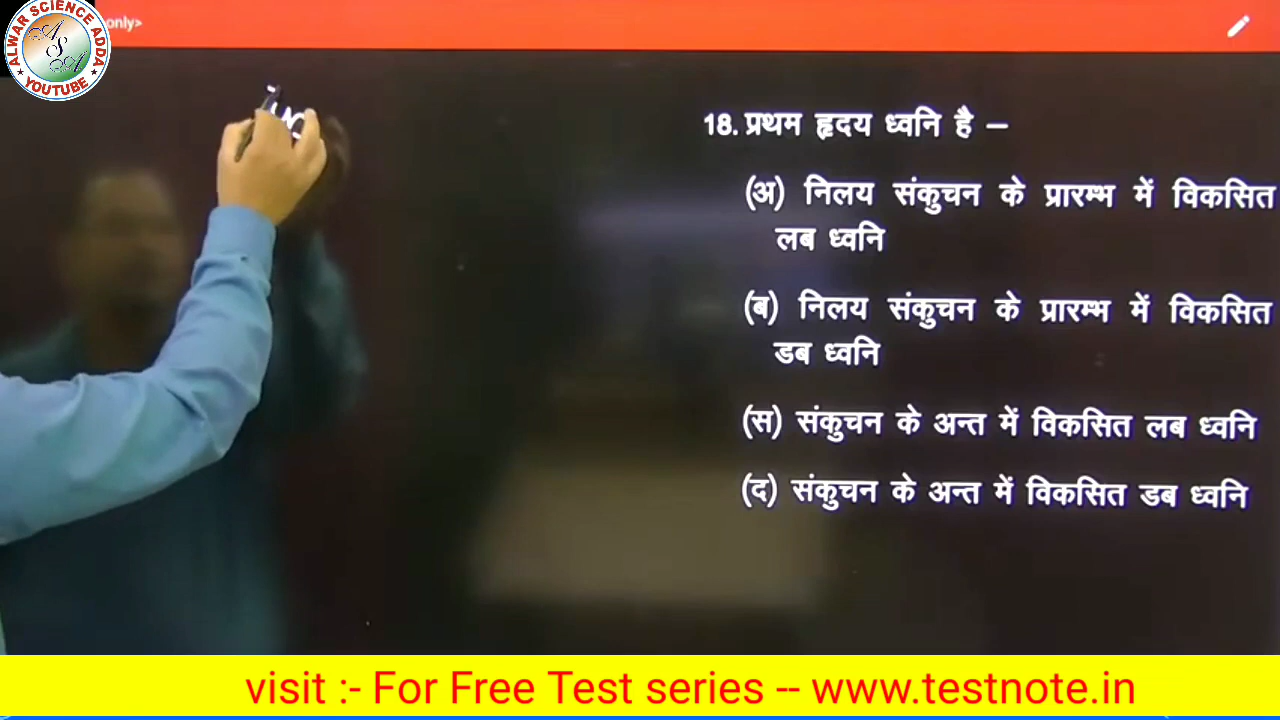 ALWAR SCIENCE ADDA
ASA
YOUTUBE
only>
18. प्रथम हृदय ध्वनि है –
(अ) निलय संकुचन के प्रारम्भ में विकसित
लब ध्वनि
(ब) निलय संकुचन के प्रारम्भ में विकसित
डब ध्वनि
(स) संकुचन के अन्त में विकसित लब ध्वनि
(द) संकुचन के अन्त में विकसित डब ध्वनि
visit :- For Free Test series -- www.testnote.in